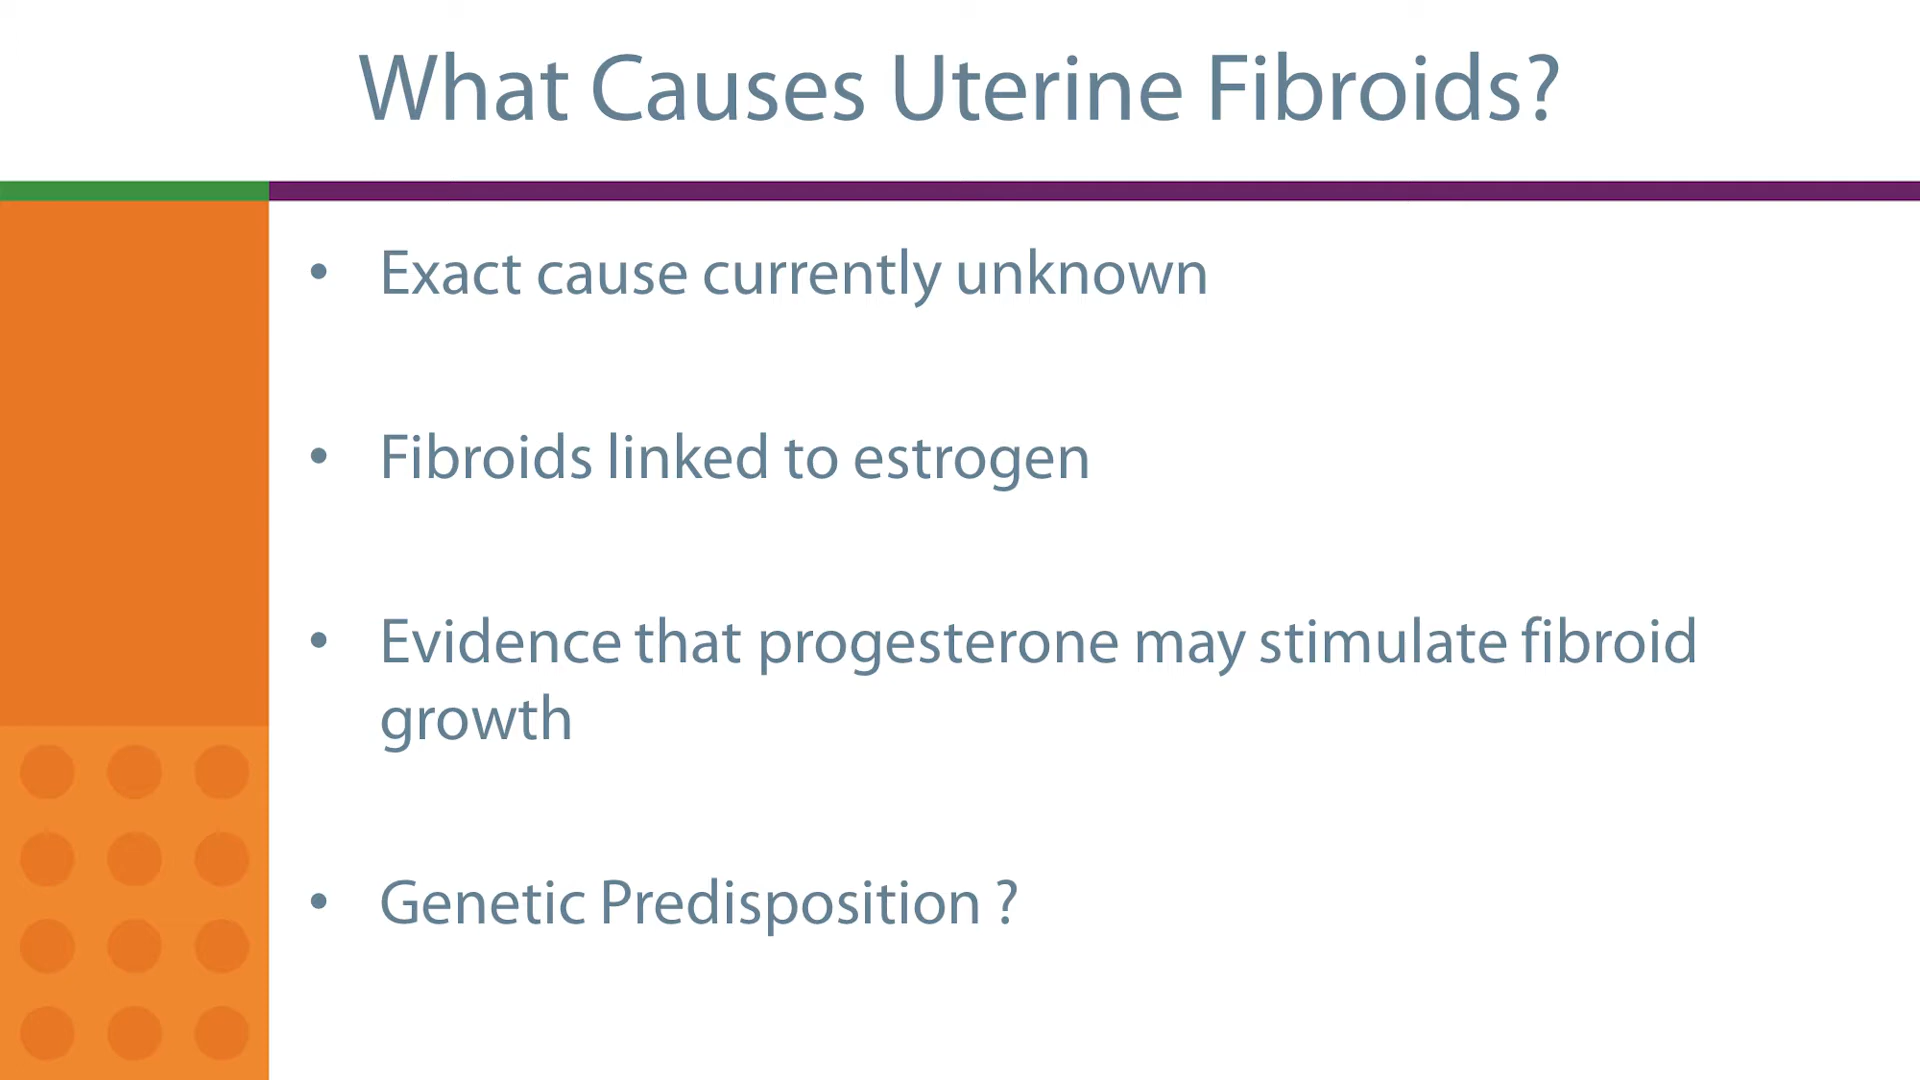 What Causes Uterine Fibroids?
• Exact cause currently unknown
• Fibroids linked to estrogen
• Evidence that progesterone may stimulate fibroid
growth
• Genetic Predisposition ?